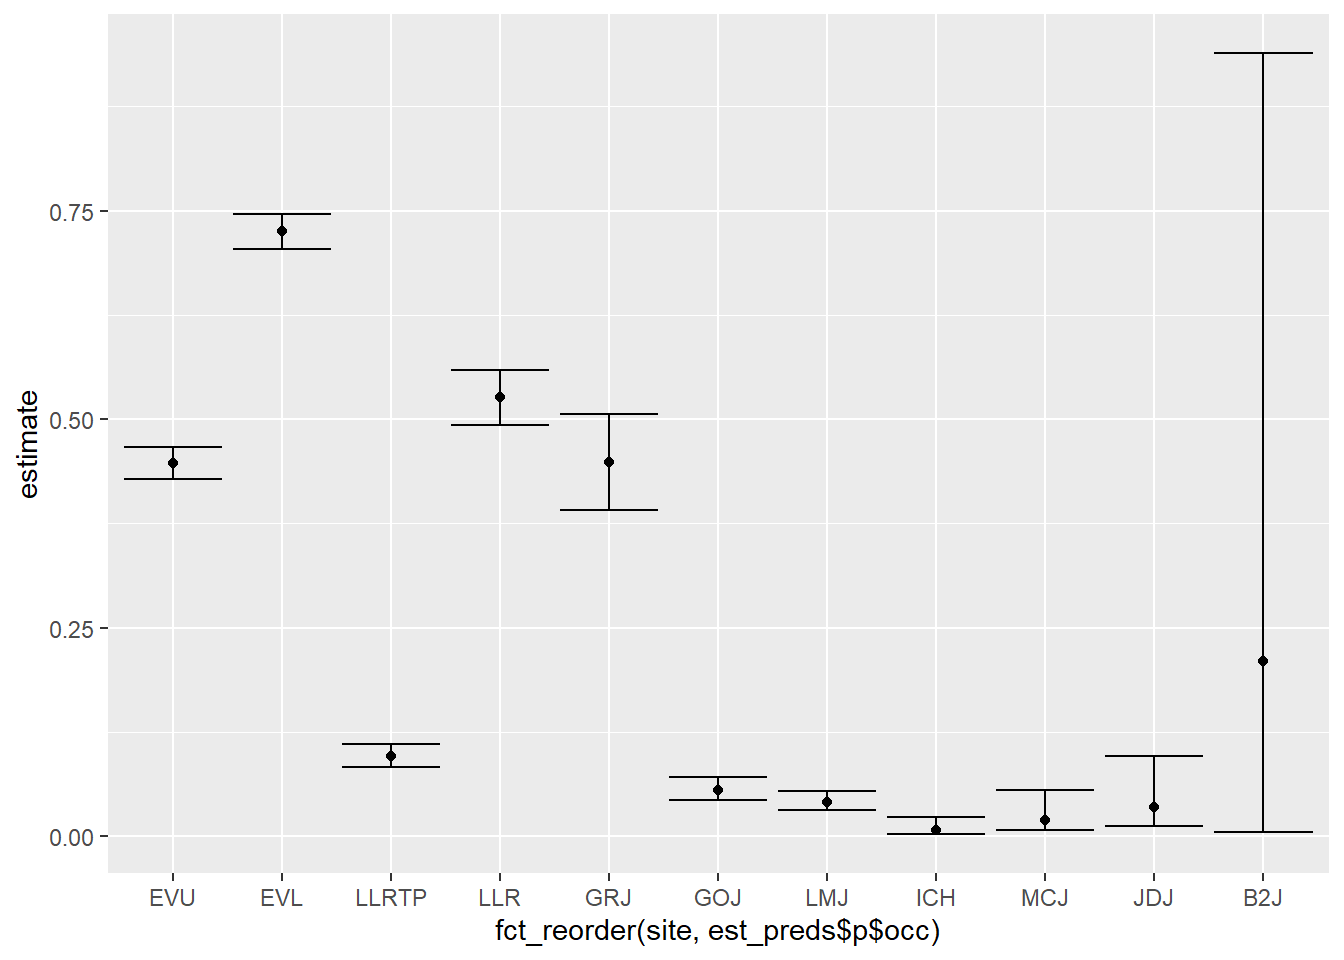 estimate
0.75
0.50
0.25
0.00
EVU EVL LLRTP LLR GRJ GOJ LMJ ICH MCJ JDJ B2J
fct_reorder(site, est_preds$p$occ)